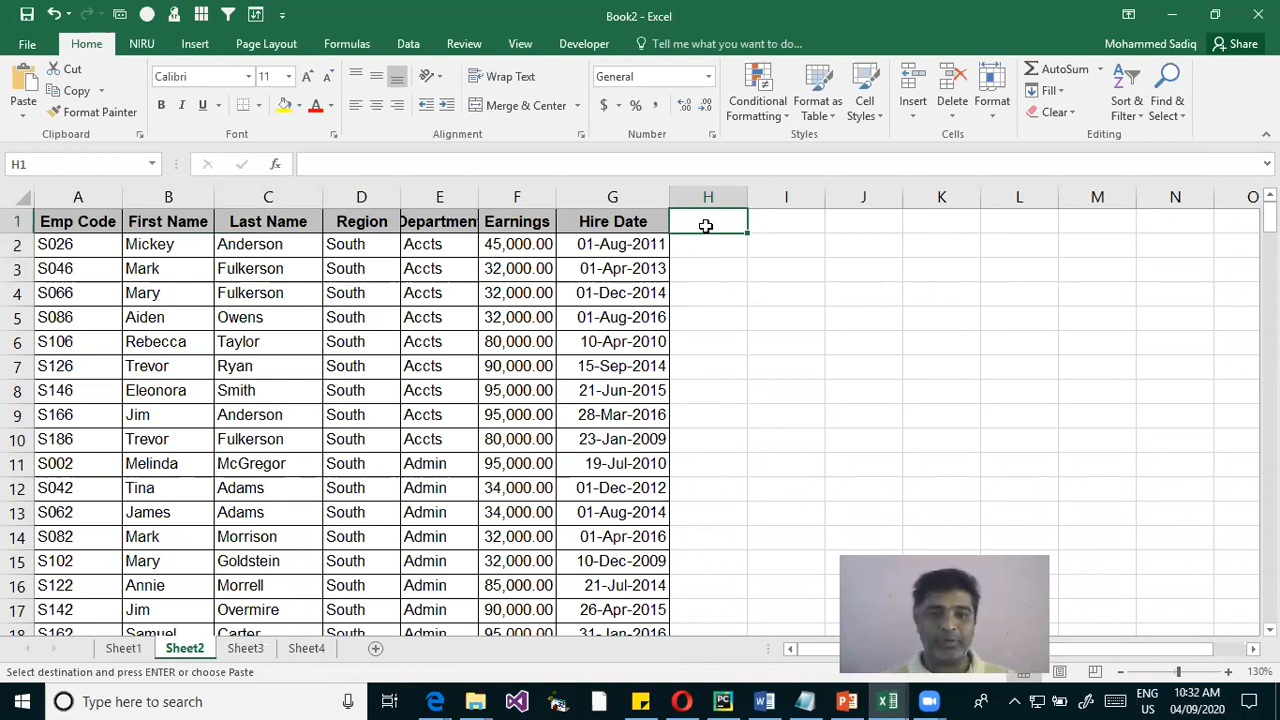 Book2 - Excel
File Home NIRU Insert Page Layout Formulas Data Review View Developer Tell me what you want to do... Mohammed Sadiq Share
Paste Cut Copy Format Painter Clipboard
Calibri 11 B I U A Font
Wrap Text Merge & Center Alignment
General $ % , Number
Conditional Formatting Format as Table Cell Styles Styles
Insert Delete Format Cells
AutoSum Fill Clear Sort & Filter Find & Select Editing
H1 fx
A B C D E F G H I J K L M N O
1 Emp Code First Name Last Name Region Departmen Earnings Hire Date
2 S026 Mickey Anderson South Accts 45,000.00 01-Aug-2011
3 S046 Mark Fulkerson South Accts 32,000.00 01-Apr-2013
4 S066 Mary Fulkerson South Accts 32,000.00 01-Dec-2014
5 S086 Aiden Owens South Accts 32,000.00 01-Aug-2016
6 S106 Rebecca Taylor South Accts 80,000.00 10-Apr-2010
7 S126 Trevor Ryan South Accts 90,000.00 15-Sep-2014
8 S146 Eleonora Smith South Accts 95,000.00 21-Jun-2015
9 S166 Jim Anderson South Accts 95,000.00 28-Mar-2016
10 S186 Trevor Fulkerson South Accts 80,000.00 23-Jan-2009
11 S002 Melinda McGregor South Admin 95,000.00 19-Jul-2010
12 S042 Tina Adams South Admin 34,000.00 01-Dec-2012
13 S062 James Adams South Admin 34,000.00 01-Aug-2014
14 S082 Mark Morrison South Admin 32,000.00 01-Apr-2016
15 S102 Mary Goldstein South Admin 32,000.00 10-Dec-2009
16 S122 Annie Morrell South Admin 85,000.00 21-Jul-2014
17 S142 Jim Overmire South Admin 90,000.00 26-Apr-2015
18 S162 Samuel Carter South Admin 95,000.00 31-Jan-2016
Sheet1 Sheet2 Sheet3 Sheet4
Select destination and press ENTER or choose Paste 130%
Type here to search ENG US 10:32 AM 04/09/2020